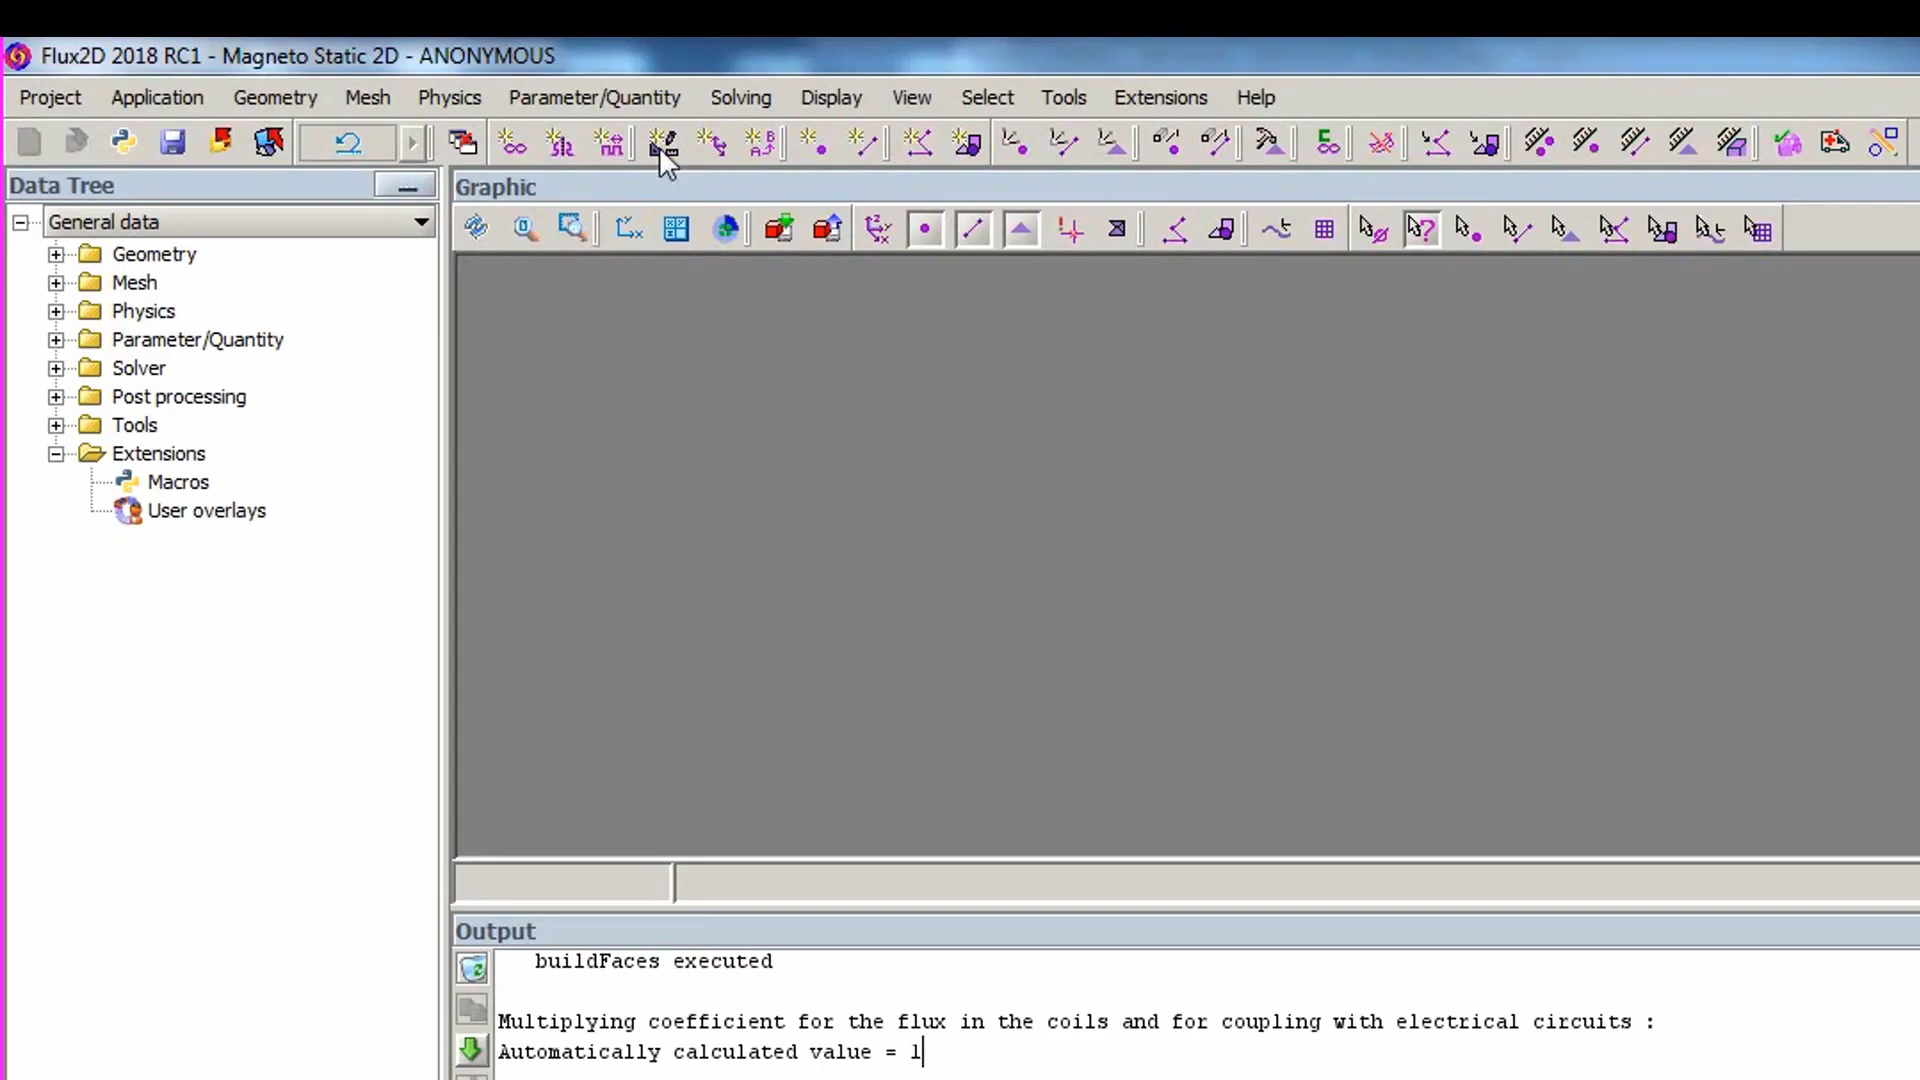 Flux2D 2018 RC1 - Magneto Static 2D - ANONYMOUS
Project Application Geometry Mesh Physics Parameter/Quantity Solving Display View Select Tools Extensions Help
Data Tree
Graphic
General data
Geometry
Mesh
Physics
Parameter/Quantity
Solver
Post processing
Tools
Extensions
Macros
User overlays
Output
buildFaces executed
Multiplying coefficient for the flux in the coils and for coupling with electrical circuits :
Automatically calculated value = 1